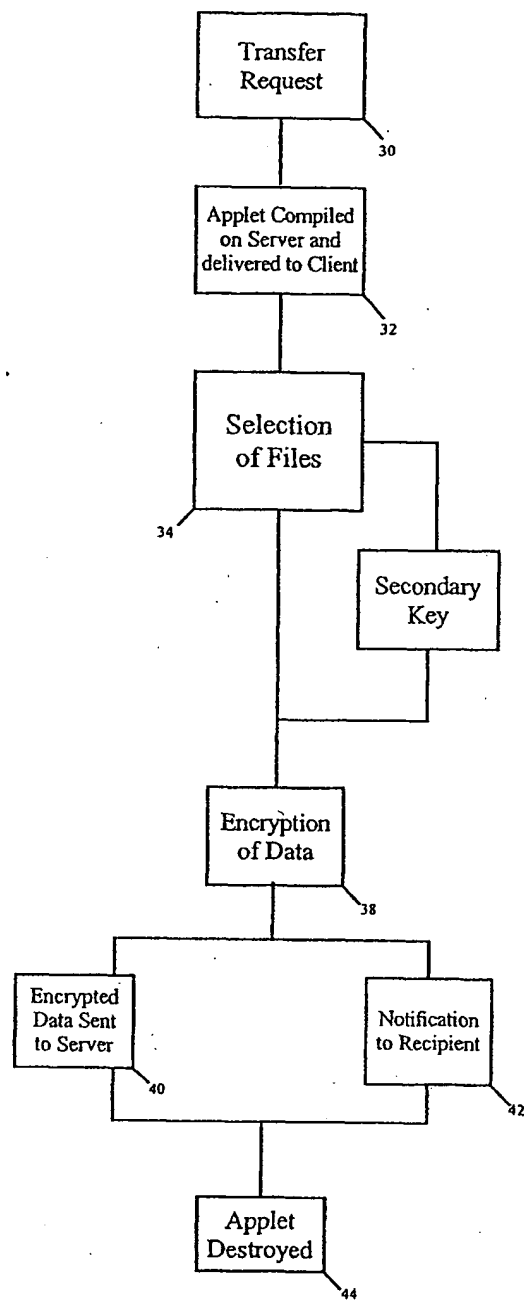 Transfer
Request
30
Applet Compiled
on Server and
delivered to Client
32
Selection
of Files
34
Secondary
Key
Encryption
of Data
38
Encrypted
Data Sent
to Server
40
Notification
to Recipient
42
Applet
Destroyed
44